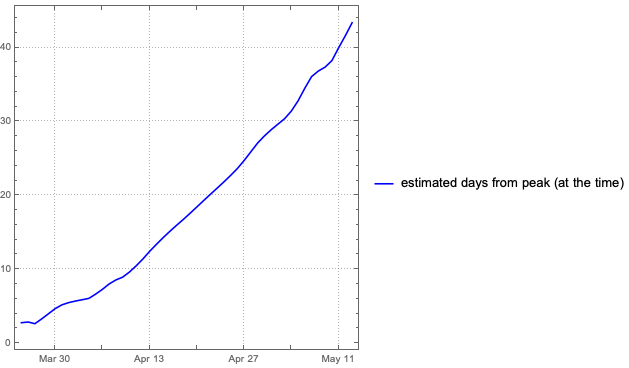 40
30
20
10
0
Mar 30
Apr 13
Apr 27
May 11
estimated days from peak (at the time)